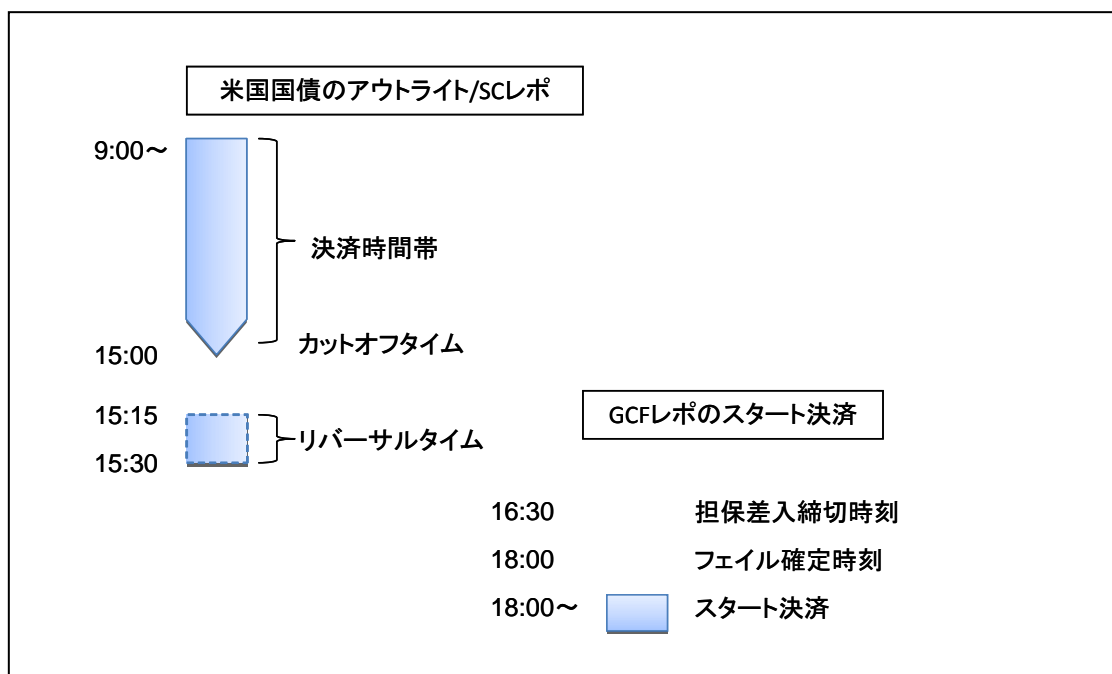 米国国債のアウトライト/SCレポ
9:00～
決済時間帯
カットオフタイム
15:00
15:15
リバーサルタイム
15:30
GCFレポのスタート決済
16:30 担保差入締切時刻
18:00 フェイル確定時刻
18:00～ スタート決済